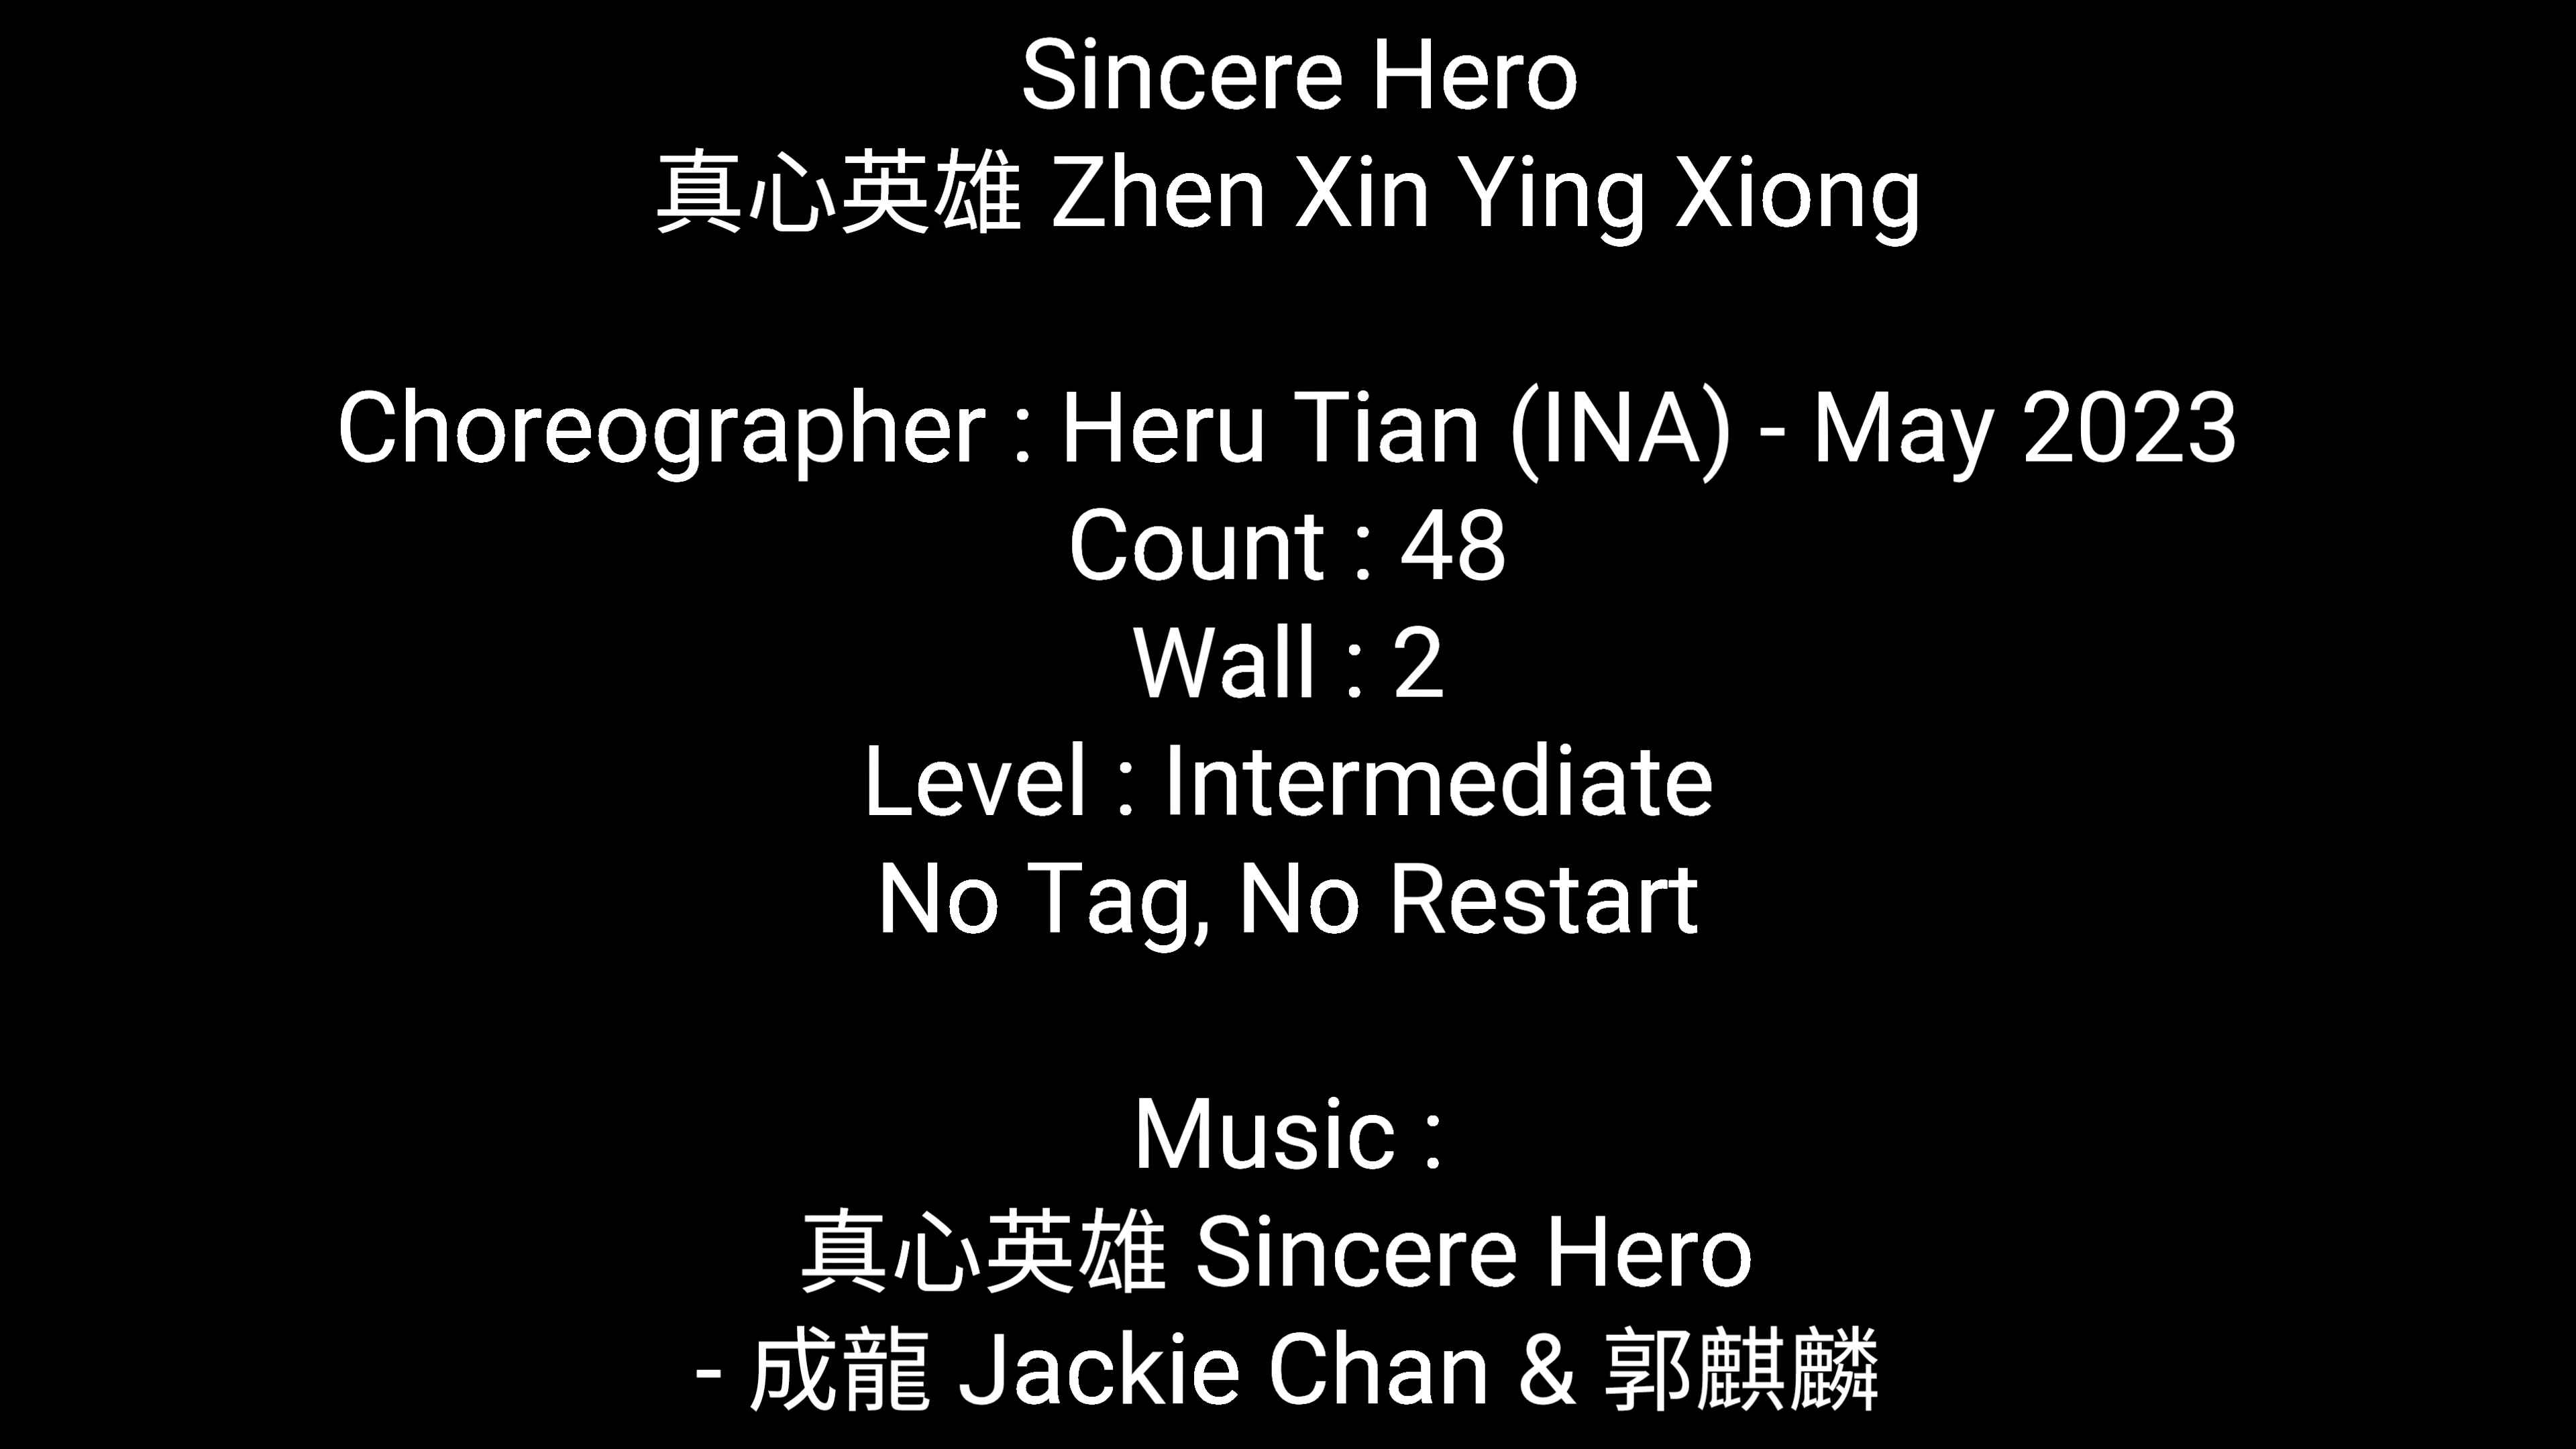 Sincere Hero
真心英雄 Zhen Xin Ying Xiong
Choreographer : Heru Tian (INA) - May 2023
Count : 48
Wall : 2
Level : Intermediate
No Tag, No Restart
Music :
真心英雄 Sincere Hero
- 成龍 Jackie Chan & 郭麒麟